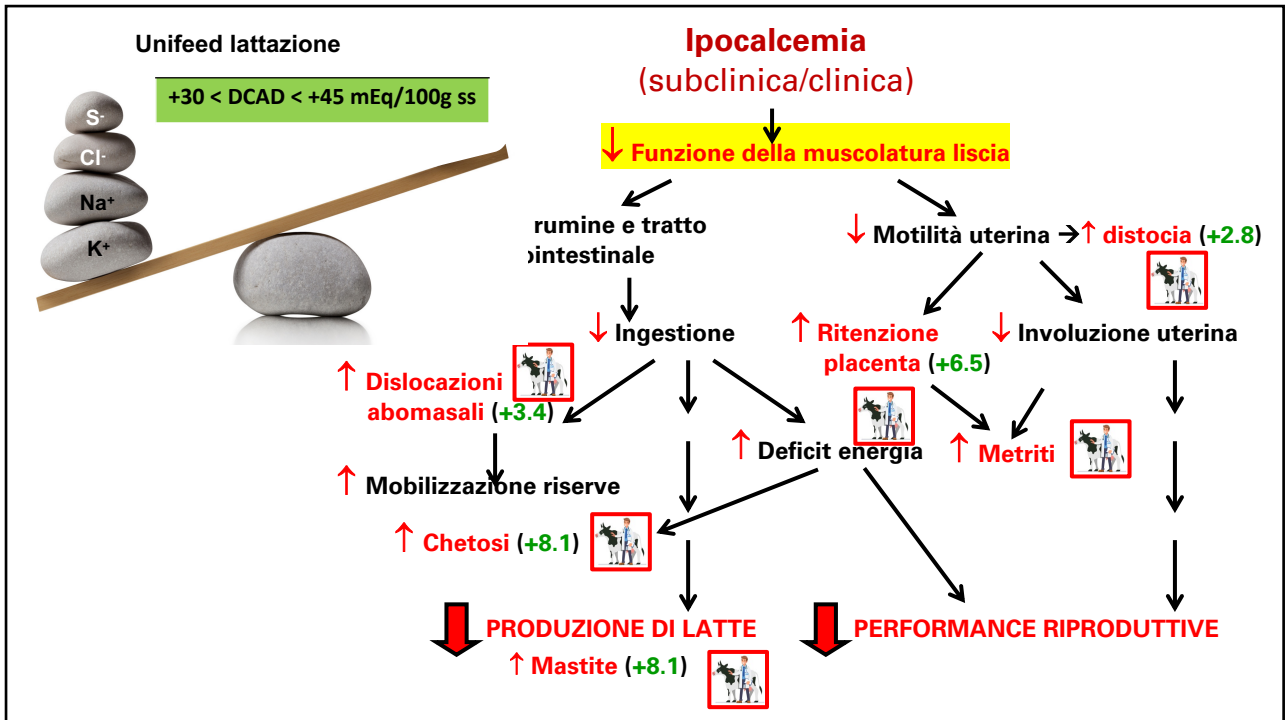 Unifeed lattazione
+30 < DCAD < +45 mEq/100g ss
S-
Cl-
Na+
K+
Ipocalcemia
(subclinica/clinica)
↓ Funzione della muscolatura liscia
rumine e tratto
ointestinale
↓ Motilità uterina → ↑ distocia (+2.8)
↓ Ingestione
↑ Ritenzione
placenta (+6.5)
↓ Involuzione uterina
↑ Dislocazioni
abomasali (+3.4)
↑ Deficit energia
↑ Metriti
↑ Mobilizzazione riserve
↑ Chetosi (+8.1)
PRODUZIONE DI LATTE
↑ Mastite (+8.1)
PERFORMANCE RIPRODUTTIVE